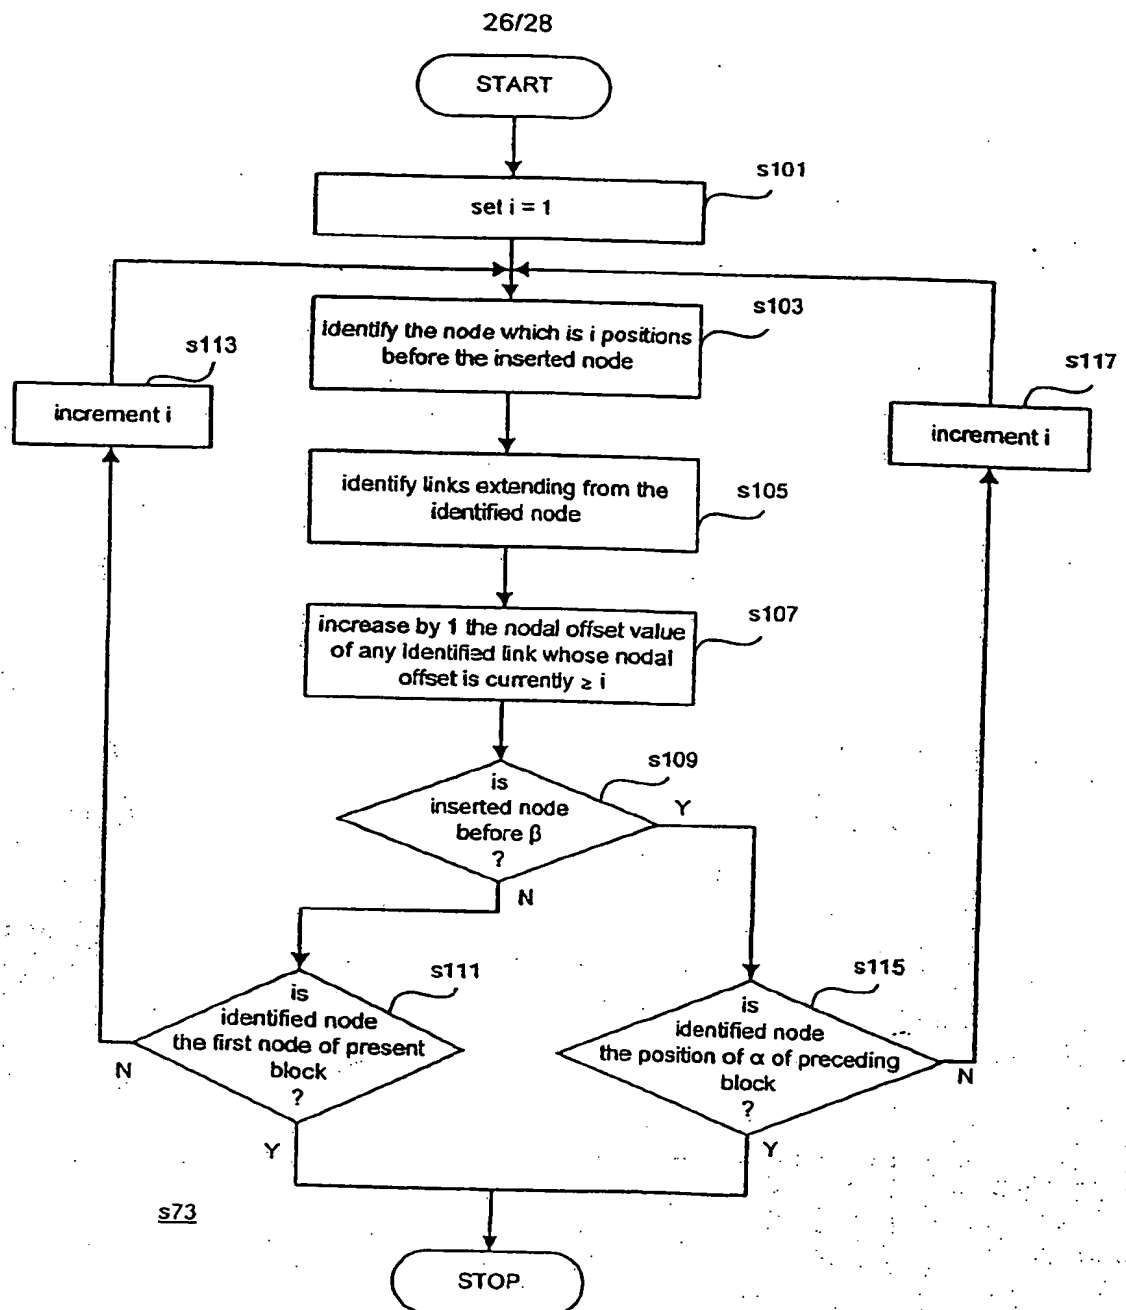 26/28
START
s101
set i = 1
s103
identify the node which is i positions
before the inserted node
s113
increment i
s117
increment i
identify links extending from the
identified node
s105
increase by 1 the nodal offset value
of any identified link whose nodal
offset is currently ≥ i
s107
s109
is
inserted node
before β
?
Y
N
s111
is
identified node
the first node of present
block
?
N
Y
s115
is
identified node
the position of α of preceding
block
?
N
Y
s73
STOP